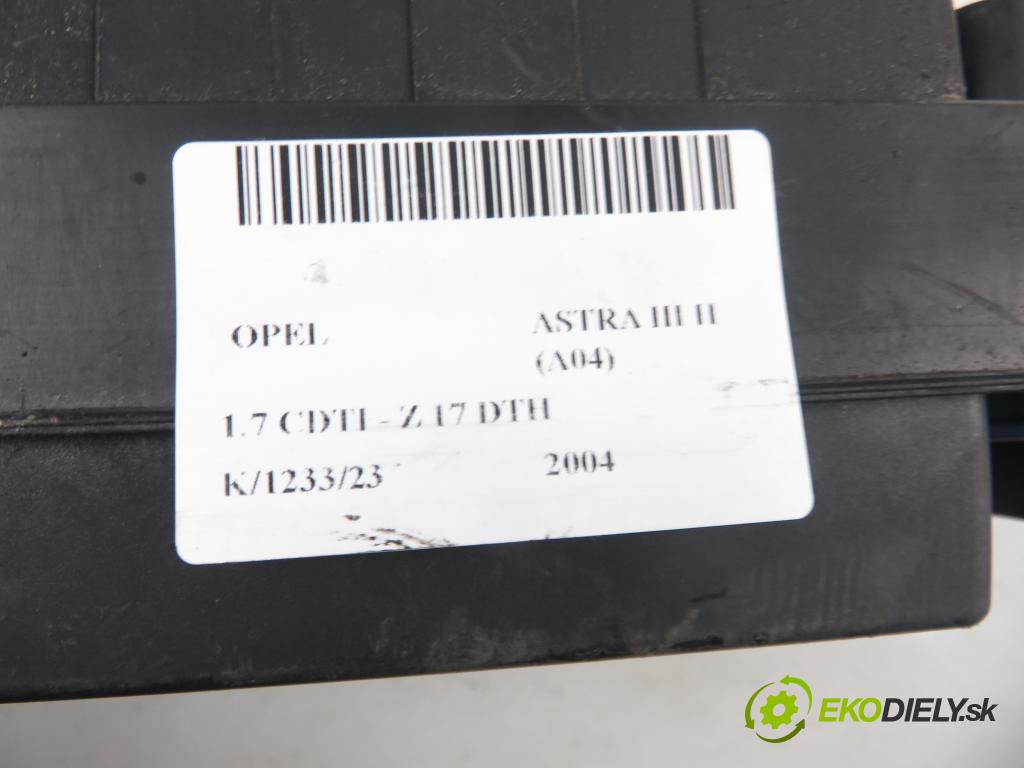 OPEL ASTRA III H
(A04)
1.7 CDTI - Z 17 DTH
K/1233/23 2004
EKODIELY.sk